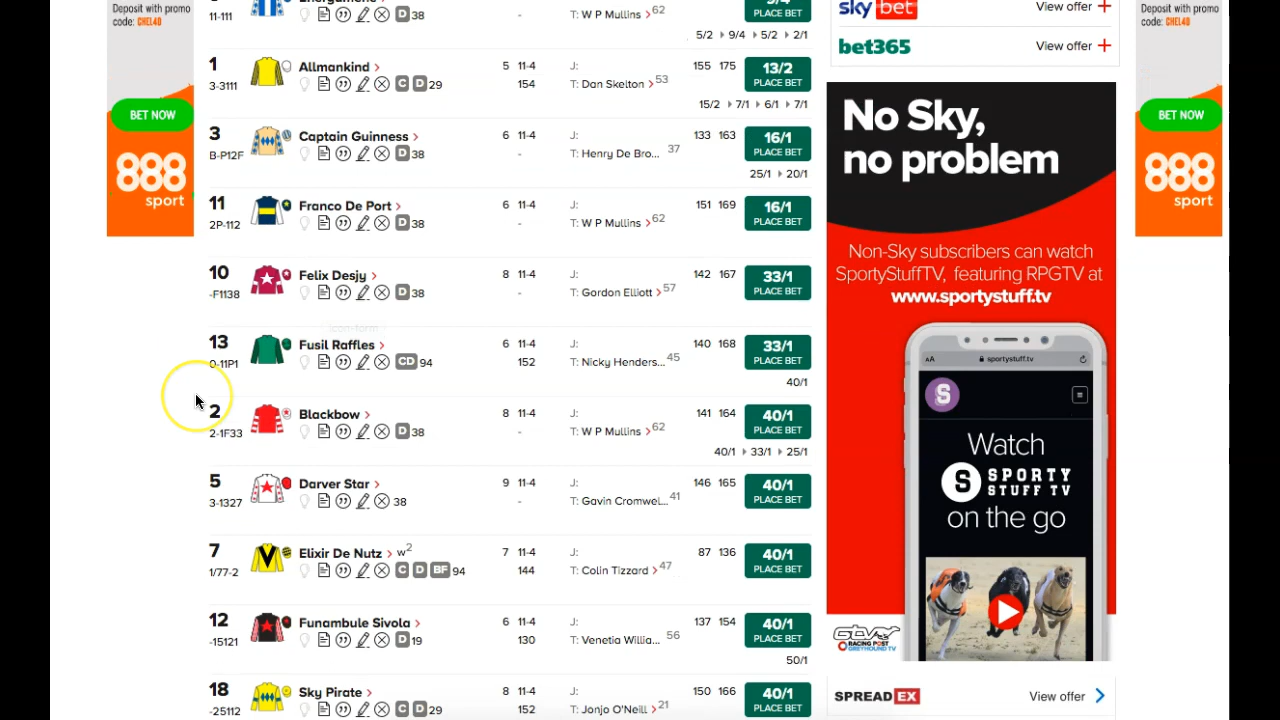 Deposit with promo
code: CHEL40
BET NOW
888
sport
11-111
D 38
-
T: W P Mullins > 62
9/4
PLACE BET
5/2 9/4 5/2 2/1
1
3-3111
Allmankind >
C D 29
5 11-4
154
J:
T: Dan Skelton > 53
155 175
13/2
PLACE BET
15/2 7/1 6/1 7/1
3
B-P12F
Captain Guinness >
D 38
6 11-4
-
J:
T: Henry De Bro... 37
133 163
16/1
PLACE BET
25/1 20/1
11
2P-112
Franco De Port >
D 38
6 11-4
-
J:
T: W P Mullins > 62
151 169
16/1
PLACE BET
10
-F1138
Felix Desjy >
D 38
8 11-4
-
J:
T: Gordon Elliott > 57
142 167
33/1
PLACE BET
13
0-11P1
Fusil Raffles >
CD 94
6 11-4
152
J:
T: Nicky Henders... 45
140 168
33/1
PLACE BET
40/1
2
2-1F33
Blackbow >
D 38
8 11-4
-
J:
T: W P Mullins > 62
141 164
40/1
PLACE BET
40/1 33/1 25/1
5
3-1327
Darver Star >
38
9 11-4
-
J:
T: Gavin Cromwel... 41
146 165
40/1
PLACE BET
7
1/77-2
Elixir De Nutz > w2
C D BF 94
7 11-4
144
J:
T: Colin Tizzard > 47
87 136
40/1
PLACE BET
12
-15121
Funambule Sivola >
D 19
6 11-4
130
J:
T: Venetia Willia... 56
137 154
40/1
PLACE BET
50/1
18
-25112
Sky Pirate >
C D 29
8 11-4
152
J:
T: Jonjo O'Neill > 21
150 166
40/1
PLACE BET
sky bet
View offer +
bet365
View offer +
No Sky,
no problem
Non-Sky subscribers can watch
SportyStuffTV, featuring RPGTV at
www.sportystuff.tv
AA sportystuff.tv
S
Watch
S SPORTY
STUFF TV
on the go
GTV
RACING POST
GREYHOUND TV
SPREADEX
View offer >
Deposit with promo
code: CHEL40
BET NOW
888
sport